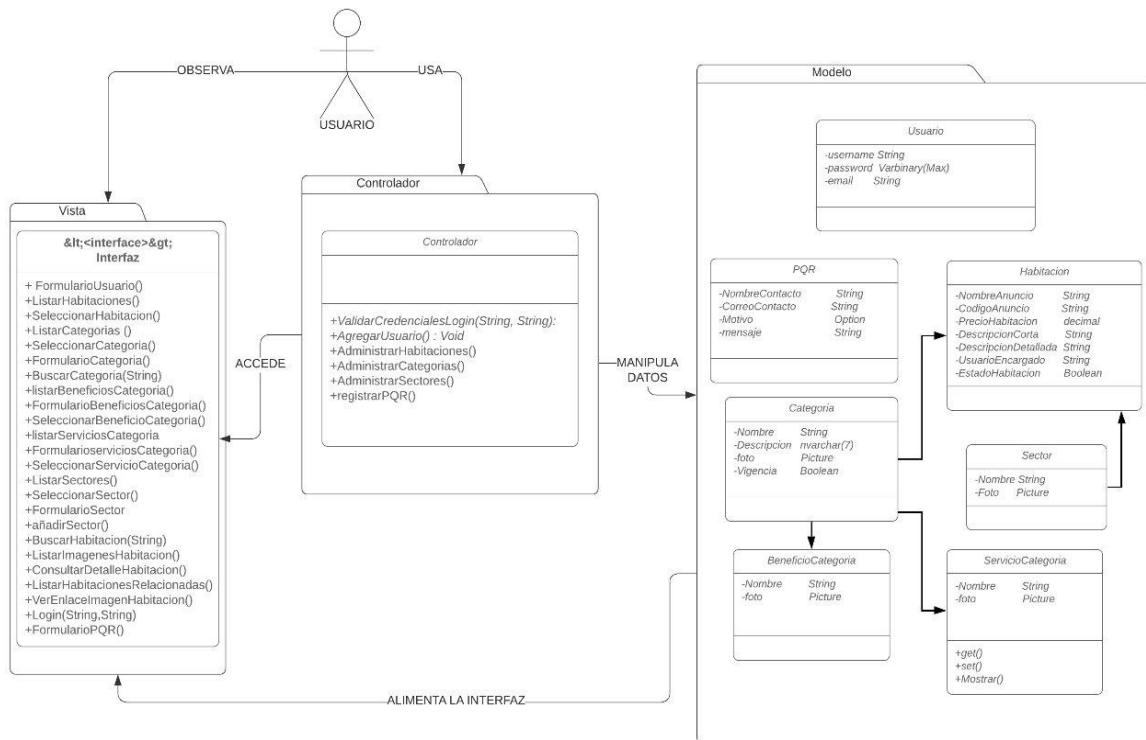 OBSERVA
USA
USUARIO
Vista
&lt;<interface>&gt;
Interfaz
+ FormularioUsuario()
+ListarHabitaciones()
+SeleccionarHabitacion()
+ListarCategorias ()
+SeleccionarCategoria()
+FormularioCategoria()
+BuscarCategoria(String)
+listarBeneficiosCategoria()
+FormularioBeneficiosCategoria()
+SeleccionarBeneficioCategoria()
+listarServiciosCategoria
+FormularioserviciosCategoria()
+SeleccionarServicioCategoria()
+ListarSectores()
+SeleccionarSector()
+FormularioSector
+añadirSector()
+BuscarHabitacion(String)
+ListarImagenesHabitacion()
+ConsultarDetalleHabitacion()
+ListarHabitacionesRelacionadas()
+VerEnlaceImagenHabitacion()
+Login(String,String)
+FormularioPQR()
ACCEDE
Controlador
Controlador
+ValidarCredencialesLogin(String, String):
+AgregarUsuario() : Void
+AdministrarHabitaciones()
+AdministrarCategorias()
+AdministrarSectores()
+registrarPQR()
MANIPULA
DATOS
Modelo
Usuario
-username String
-password Varbinary(Max)
-email String
PQR
-NombreContacto String
-CorreoContacto String
-Motivo Option
-mensaje String
Habitacion
-NombreAnuncio String
-CodigoAnuncio String
-PrecioHabitacion decimal
-DescripcionCorta String
-DescripcionDetallada String
-UsuarioEncargado String
-EstadoHabitacion Boolean
Categoria
-Nombre String
-Descripcion nvarchar(7)
-foto Picture
-Vigencia Boolean
Sector
-Nombre String
-Foto Picture
BeneficioCategoria
-Nombre String
-foto Picture
ServicioCategoria
-Nombre String
-foto Picture
+get()
+set()
+Mostrar()
ALIMENTA LA INTERFAZ